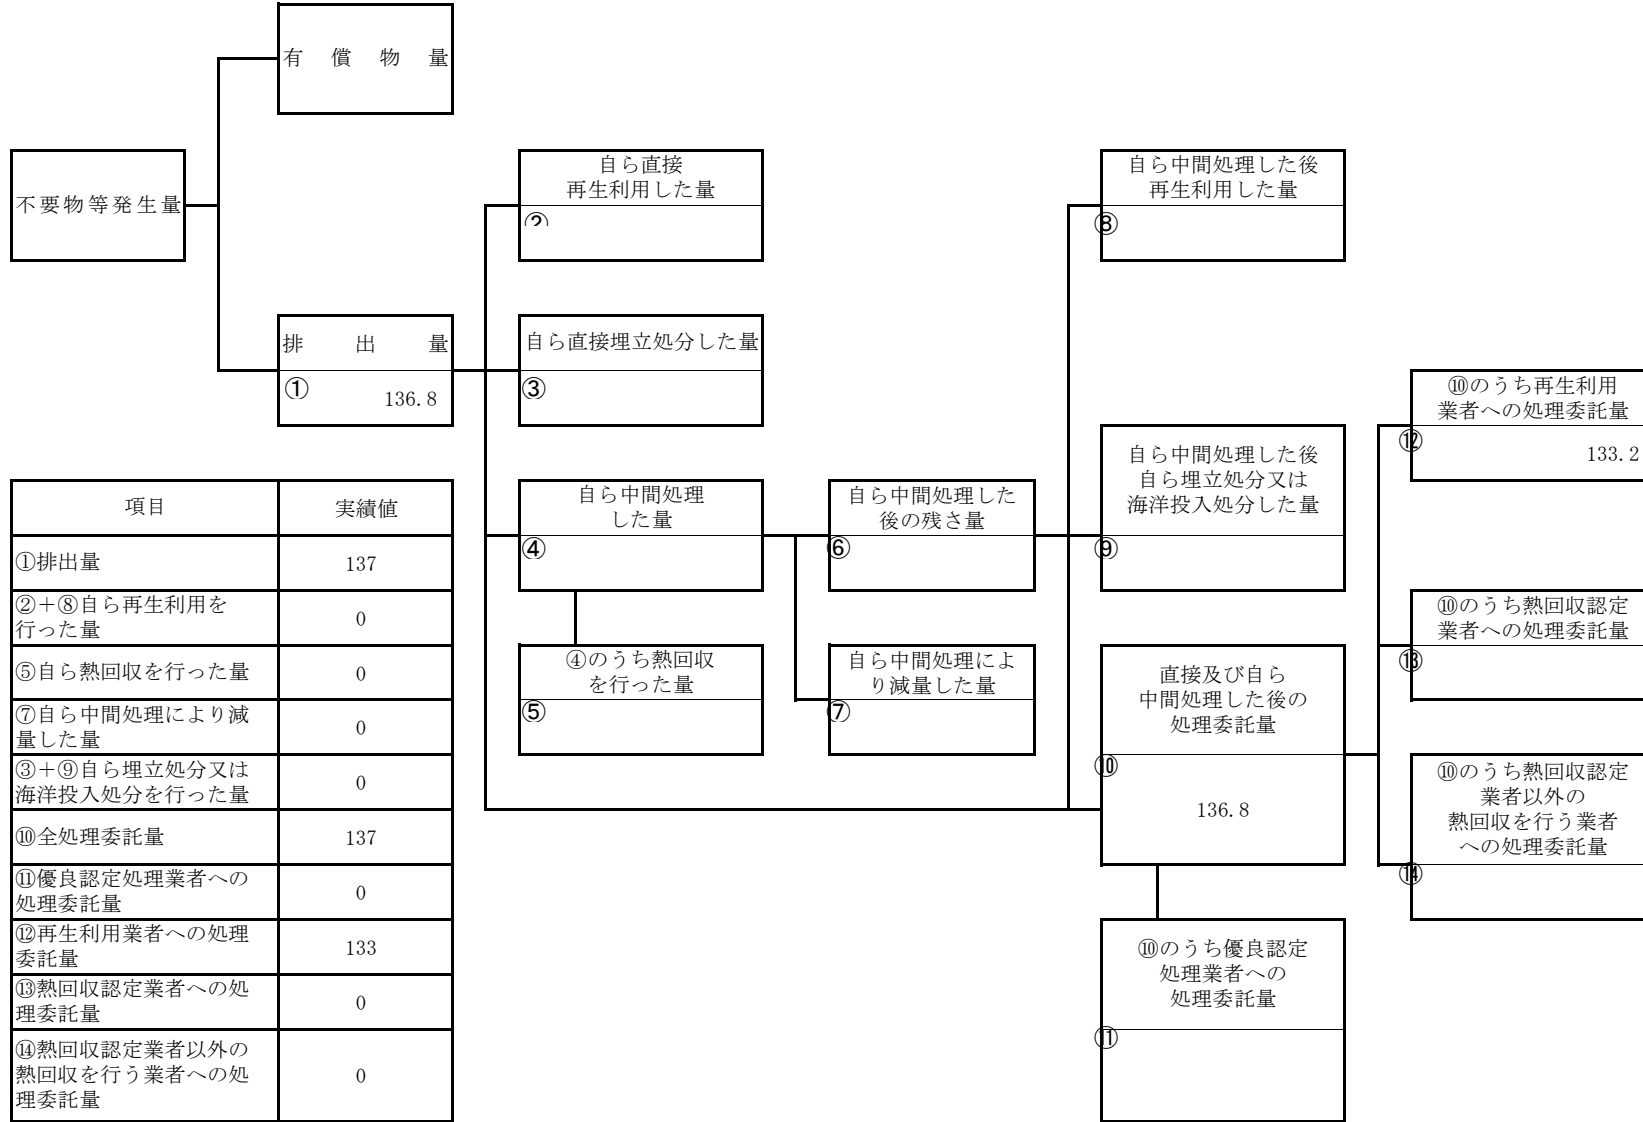 有償物量
不要物等発生量
自ら直接
再生利用した量
②
自ら中間処理した後
再生利用した量
⑧
排出量
①
136.8
自ら直接埋立処分した量
③
⑩のうち再生利用
業者への処理委託量
⑫
133.2
自ら中間処理した後
自ら埋立処分又は
海洋投入処分した量
⑨
自ら中間処理
した量
④
自ら中間処理した
後の残さ量
⑥
⑩のうち熱回収認定
業者への処理委託量
⑬
④のうち熱回収
を行った量
⑤
自ら中間処理によ
り減量した量
⑦
直接及び自ら
中間処理した後の
処理委託量
⑩
136.8
⑩のうち熱回収認定
業者以外の
熱回収を行う業者
への処理委託量
⑭
⑩のうち優良認定
処理業者への
処理委託量
⑪
項目 実績値
①排出量 137
②+⑧自ら再生利用を
行った量 0
⑤自ら熱回収を行った量 0
⑦自ら中間処理により減
量した量 0
③+⑨自ら埋立処分又は
海洋投入処分を行った量 0
⑩全処理委託量 137
⑪優良認定処理業者への
処理委託量 0
⑫再生利用業者への処理
委託量 133
⑬熱回収認定業者への処
理委託量 0
⑭熱回収認定業者以外の
熱回収を行う業者への処
理委託量 0